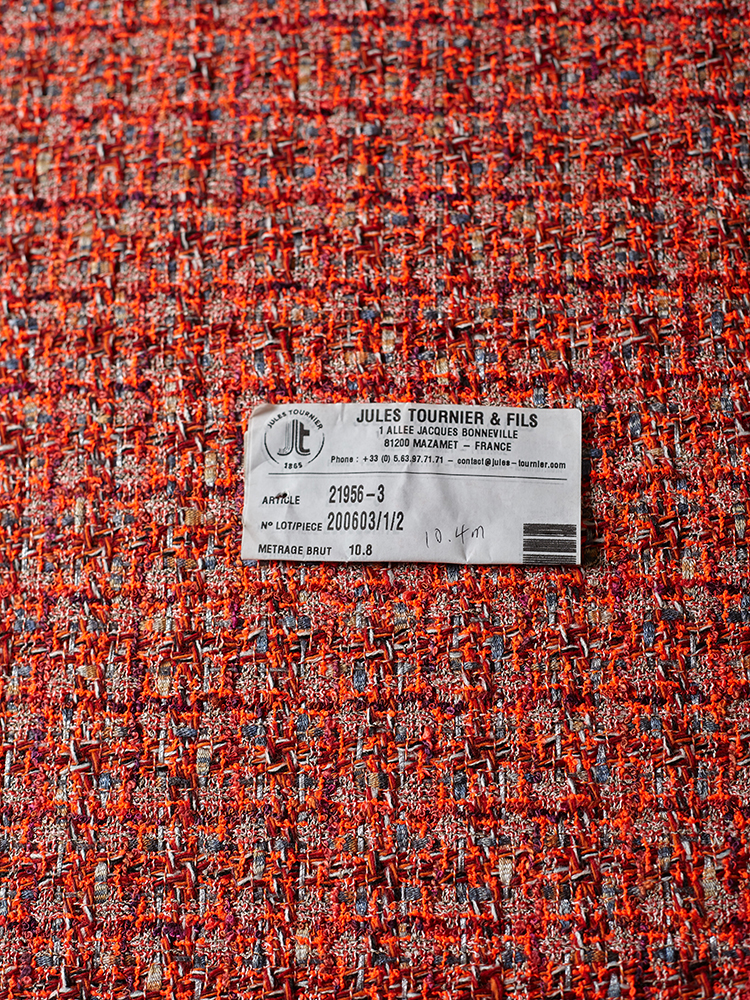 JULES TOURNIER
Jt
1865
JULES TOURNIER & FILS
1 ALLEE JACQUES BONNEVILLE
81200 MAZAMET – FRANCE
Phone : +33 (0) 5.63.97.71.71 – contact@jules-tournier.com
ARTICLE 21956-3
Nº LOT/PIECE 200603/1/2
10.4m
METRAGE BRUT 10.8